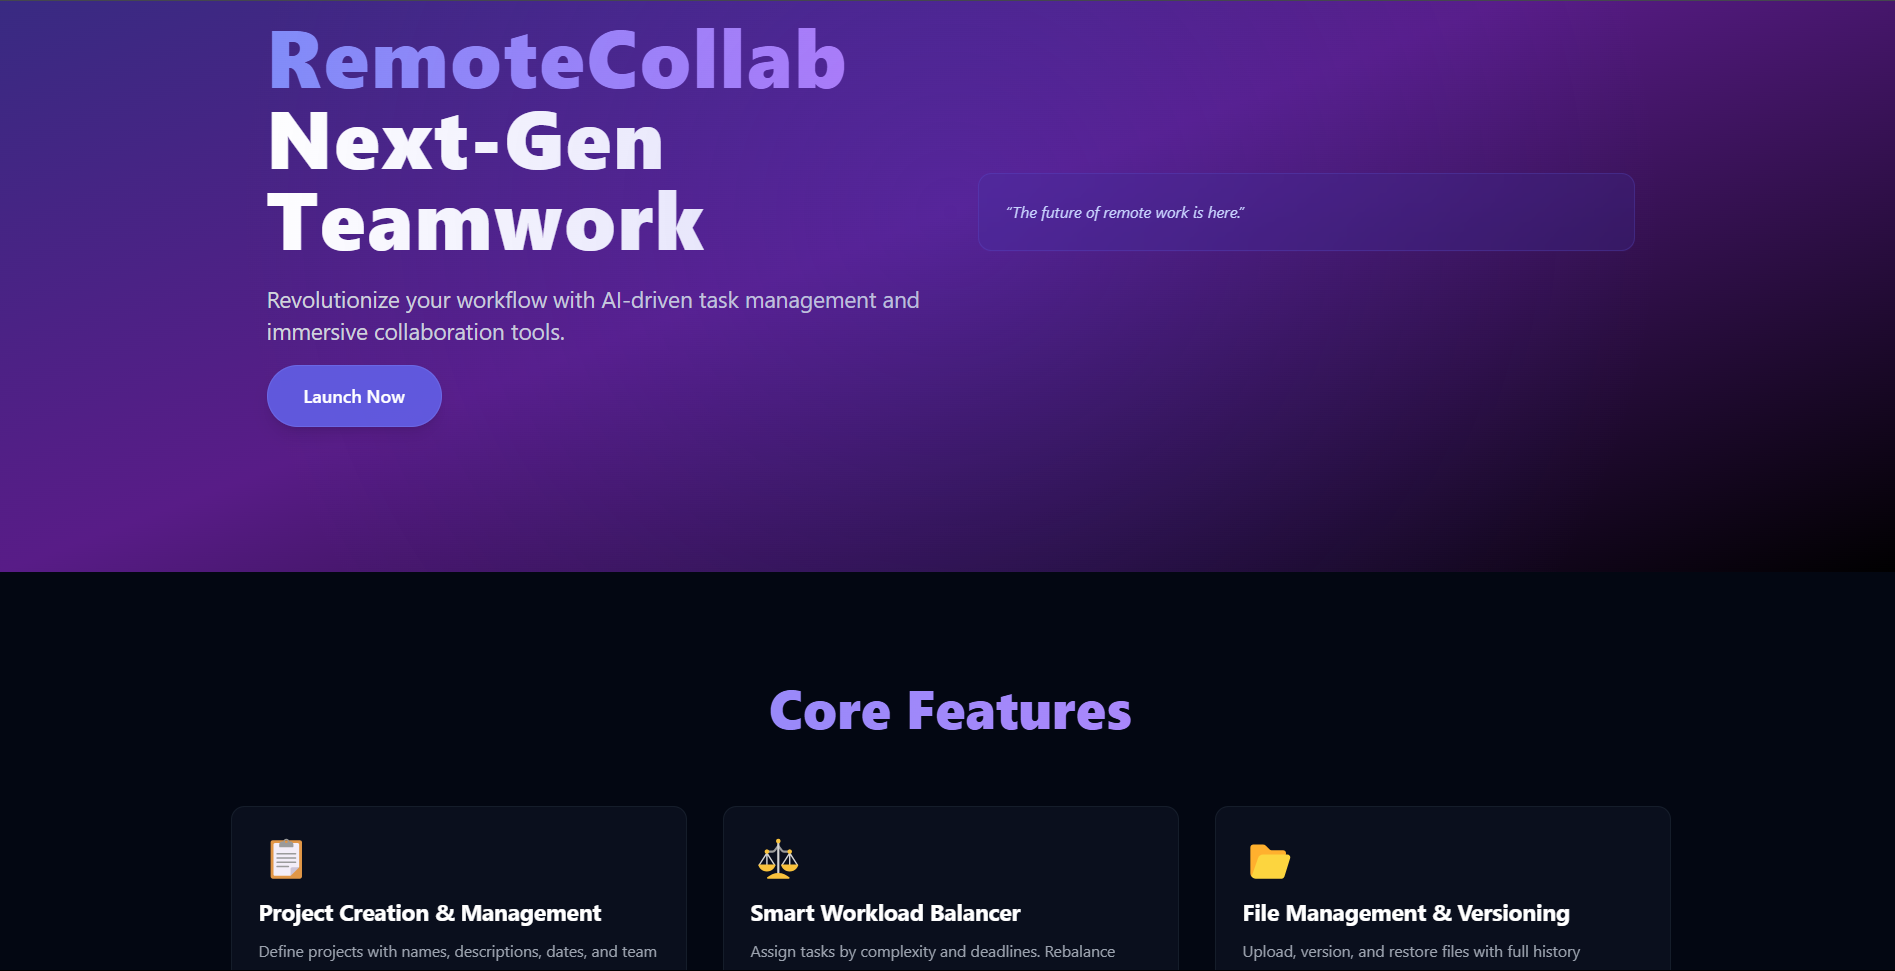 RemoteCollab
Next-Gen
Teamwork
Revolutionize your workflow with AI-driven task management and
immersive collaboration tools.
Launch Now
“The future of remote work is here.”
Core Features
Project Creation & Management
Define projects with names, descriptions, dates, and team
Smart Workload Balancer
Assign tasks by complexity and deadlines. Rebalance
File Management & Versioning
Upload, version, and restore files with full history